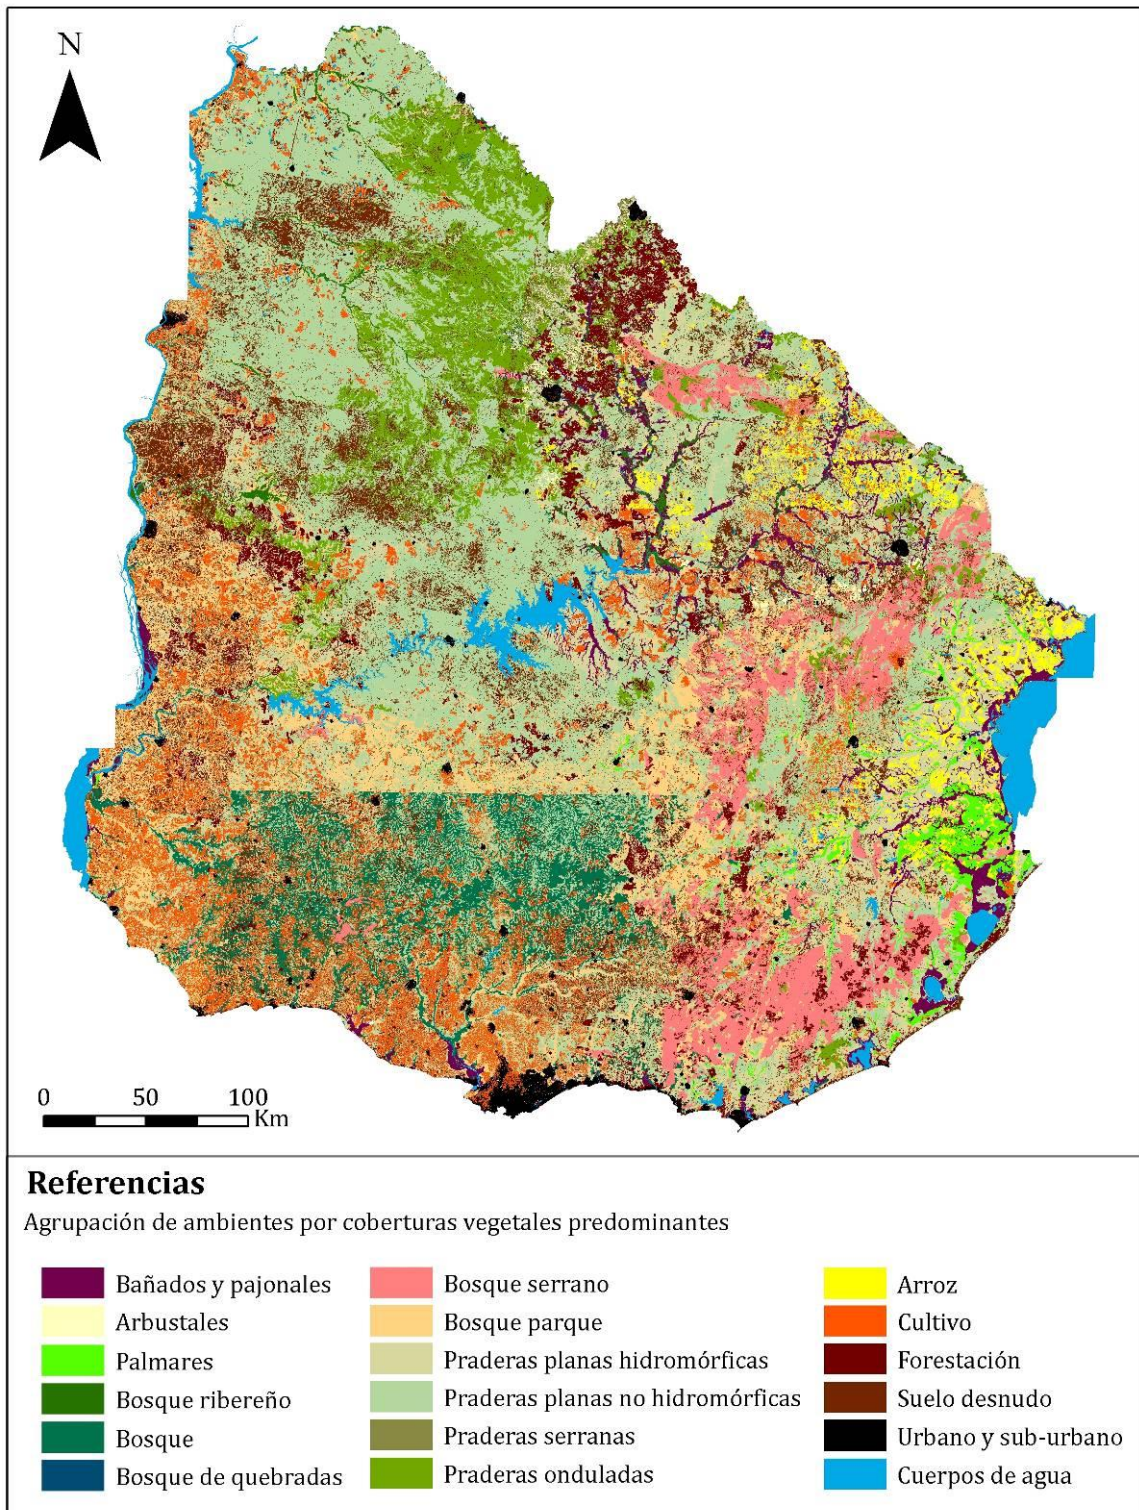 N
0 50 100
Km
Referencias
Agrupación de ambientes por coberturas vegetales predominantes
Bañados y pajonales
Arbustales
Palmares
Bosque ribereño
Bosque
Bosque de quebradas
Bosque serrano
Bosque parque
Praderas planas hidromórficas
Praderas planas no hidromórficas
Praderas serranas
Praderas onduladas
Arroz
Cultivo
Forestación
Suelo desnudo
Urbano y sub-urbano
Cuerpos de agua